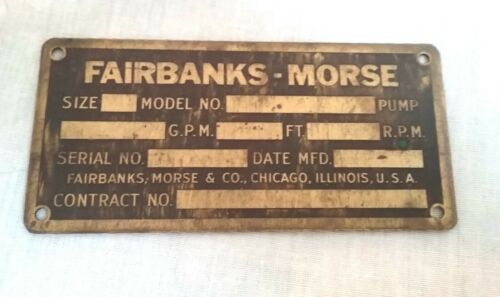 FAIRBANKS-MORSE
SIZE MODEL NO. PUMP
G.P.M. FT. R.P.M.
SERIAL NO. DATE MFD.
FAIRBANKS, MORSE & CO., CHICAGO, ILLINOIS, U.S.A.
CONTRACT NO.